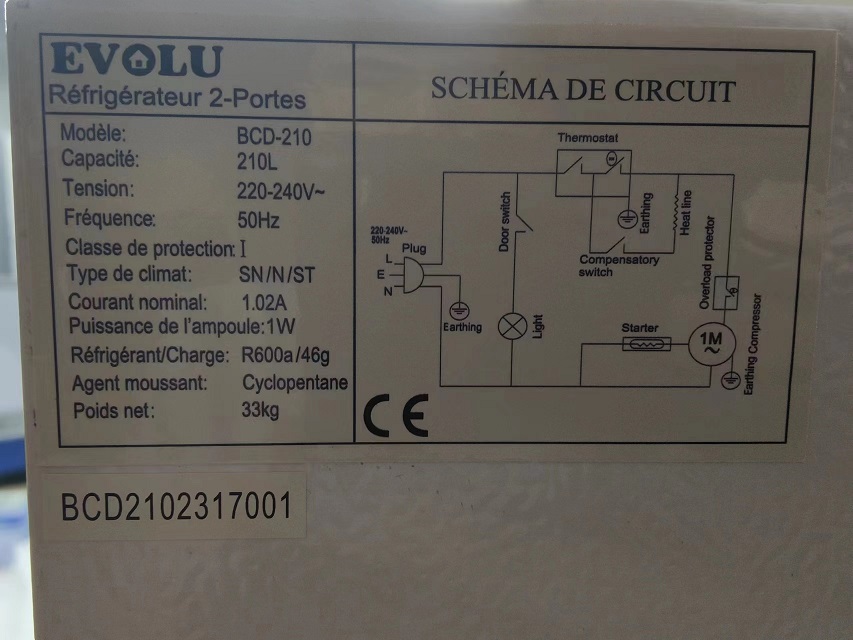 EVOLU
Réfrigérateur 2-Portes
Modèle: BCD-210
Capacité: 210L
Tension: 220-240V~
Fréquence: 50Hz
Classe de protection: I
Type de climat: SN/N/ST
Courant nominal: 1.02A
Puissance de l'ampoule:1W
Réfrigérant/Charge: R600a/46g
Agent moussant: Cyclopentane
Poids net: 33kg
SCHÉMA DE CIRCUIT
Thermostat
Door switch
Earthing
Heat line
220-240V~
50Hz
Plug
L
E
N
Compensatory
switch
Overload protector
Earthing
Light
Starter
1M
~
Earthing Compressor
CE
BCD2102317001